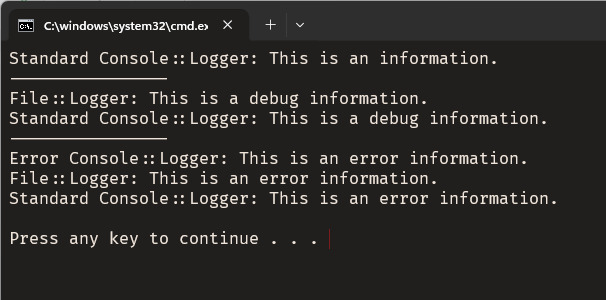 C:\windows\system32\cmd.ex
Standard Console::Logger: This is an information.
---------------------
File::Logger: This is a debug information.
Standard Console::Logger: This is a debug information.
---------------------
Error Console::Logger: This is an error information.
File::Logger: This is an error information.
Standard Console::Logger: This is an error information.
Press any key to continue . . .